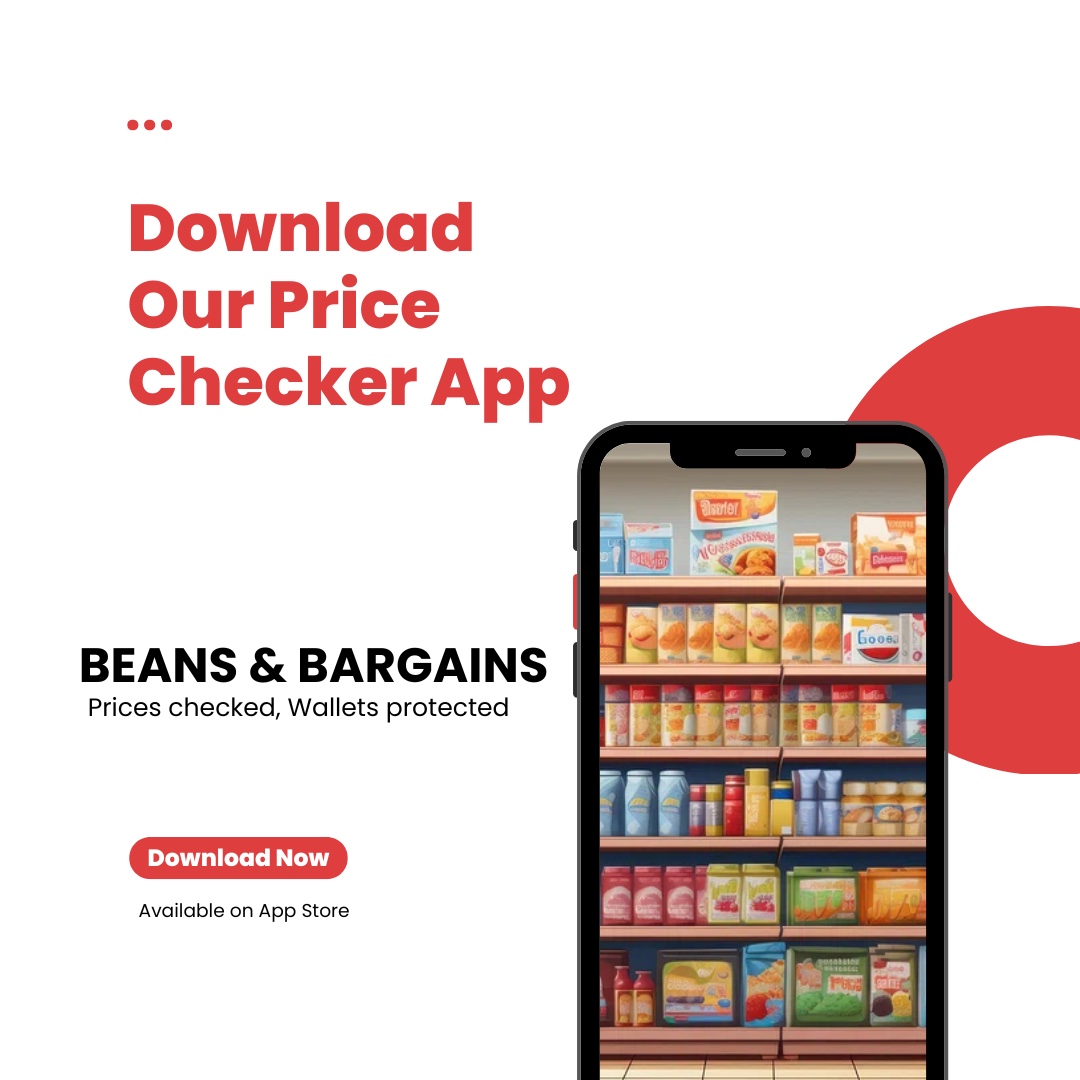 Download
Our Price
Checker App
BEANS & BARGAINS
Prices checked, Wallets protected
Download Now
Available on App Store